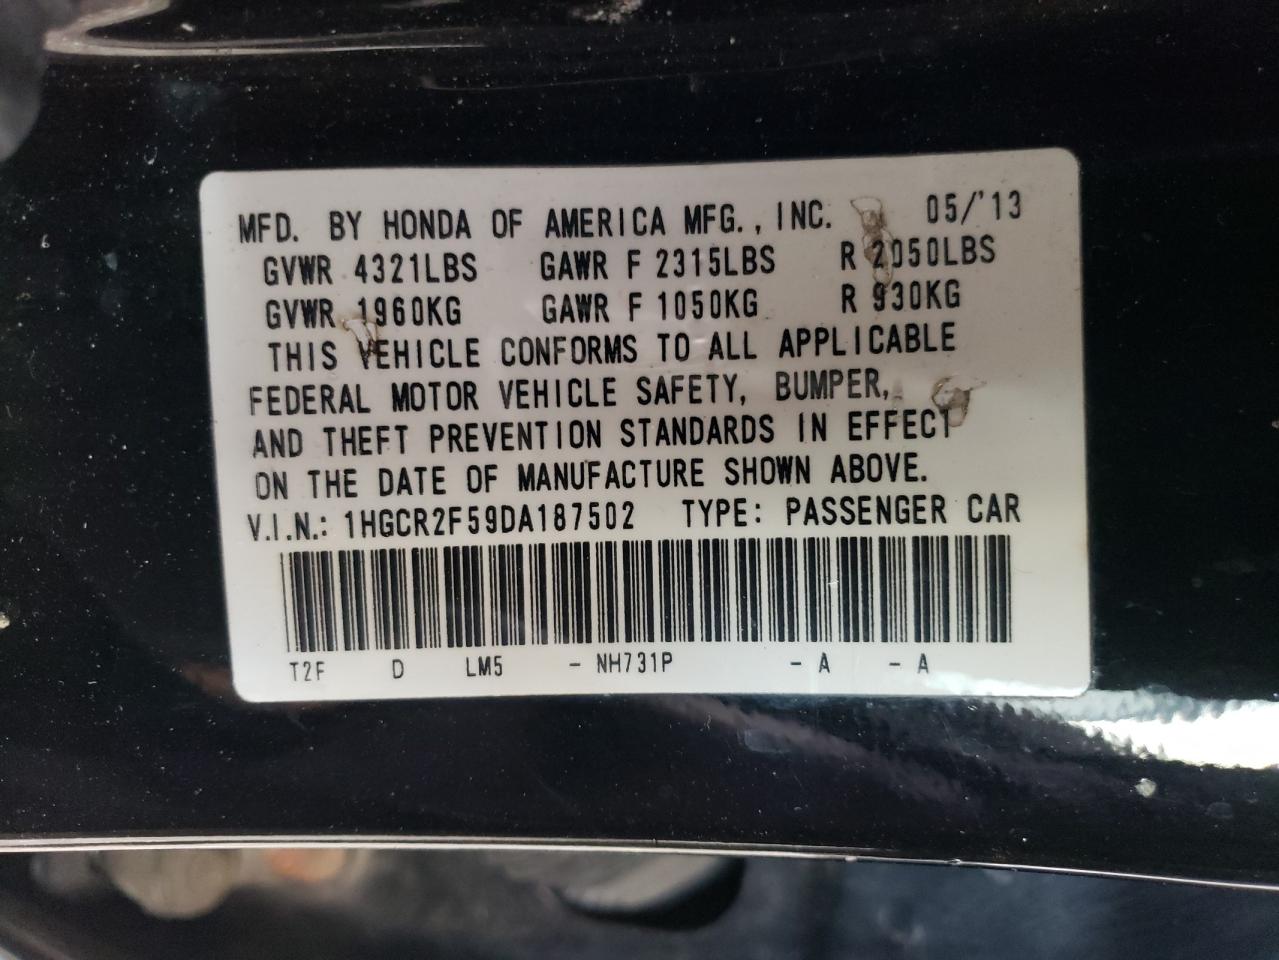 MFD. BY HONDA OF AMERICA MFG., INC. 05/'13
GVWR 4321LBS GAWR F 2315LBS R 2050LBS
GVWR 1960KG GAWR F 1050KG R 930KG
THIS VEHICLE CONFORMS TO ALL APPLICABLE
FEDERAL MOTOR VEHICLE SAFETY, BUMPER,
AND THEFT PREVENTION STANDARDS IN EFFECT
ON THE DATE OF MANUFACTURE SHOWN ABOVE.
V.I.N.: 1HGCR2F59DA187502 TYPE: PASSENGER CAR
T2F D LM5 - NH731P - A - A